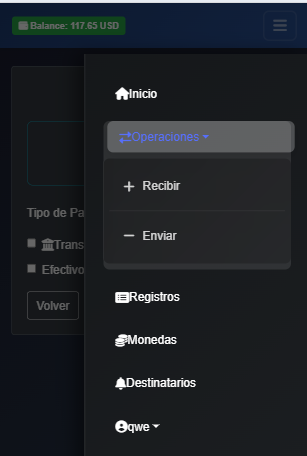 Balance: 117.65 USD
Inicio
Operaciones
Recibir
Enviar
Tipo de Pa
Trans
Efectivo
Volver
Registros
Monedas
Destinatarios
qwe